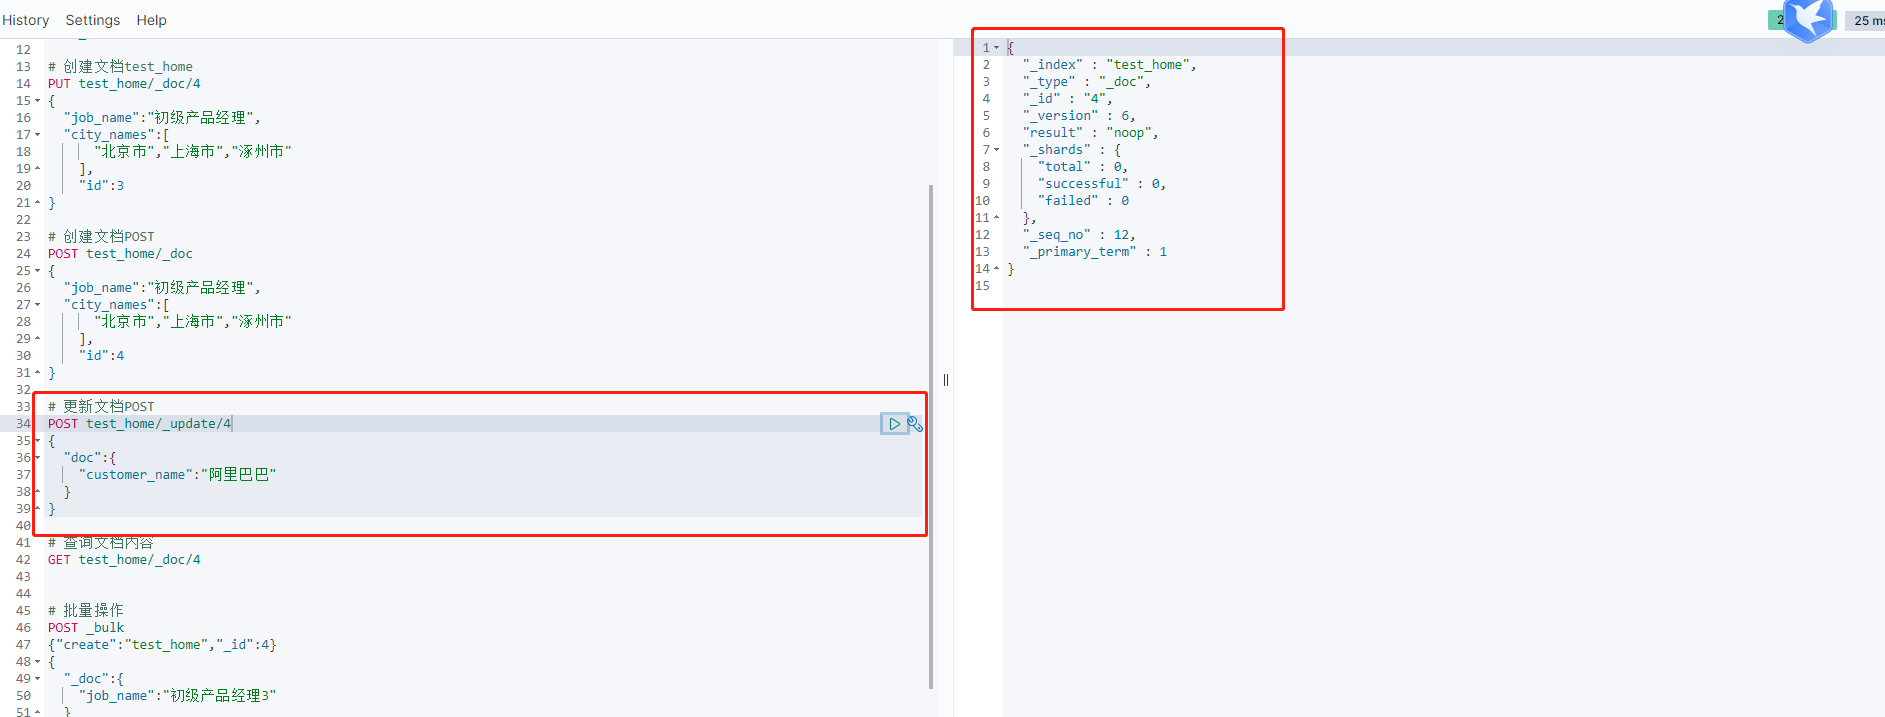 History Settings Help
12
13 # 创建文档test_home
14 PUT test_home/_doc/4
15 {
16 "job_name":"初级产品经理",
17 "city_names":[
18 "北京市","上海市","涿州市"
19 ],
20 "id":3
21 }
22
23 # 创建文档POST
24 POST test_home/_doc
25 {
26 "job_name":"初级产品经理",
27 "city_names":[
28 "北京市","上海市","涿州市"
29 ],
30 "id":4
31 }
32
33 # 更新文档POST
34 POST test_home/_update/4
35 {
36 "doc":{
37 "customer_name":"阿里巴巴"
38 }
39 }
40
41 # 查询文档内容
42 GET test_home/_doc/4
43
44
45 # 批量操作
46 POST _bulk
47 {"create":"test_home","_id":4}
48 {
49 "_doc":{
50 "job_name":"初级产品经理3"
51 }
2
25 ms
1 {
2 "_index" : "test_home",
3 "_type" : "_doc",
4 "_id" : "4",
5 "_version" : 6,
6 "result" : "noop",
7 "_shards" : {
8 "total" : 0,
9 "successful" : 0,
10 "failed" : 0
11 },
12 "_seq_no" : 12,
13 "_primary_term" : 1
14 }
15